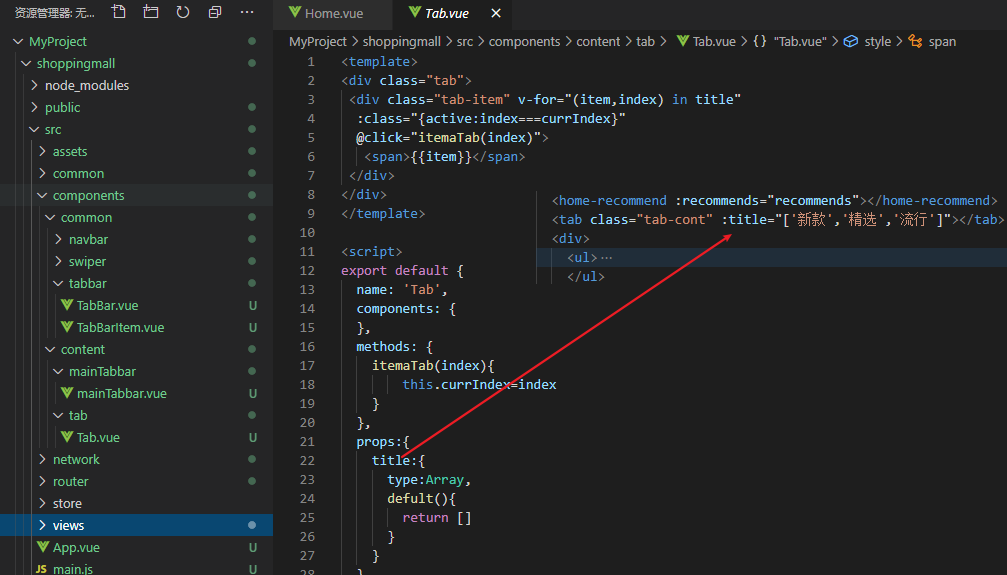 资源管理器: 无...
MyProject
shoppingmall
node_modules
public
src
assets
common
components
common
navbar
swiper
tabbar
TabBar.vue U
TabBarItem.vue U
content
mainTabbar
mainTabbar.vue U
tab
Tab.vue U
network
router
store
views
App.vue U
JS main.js U
Home.vue Tab.vue
MyProject > shoppingmall > src > components > content > tab > Tab.vue > {} "Tab.vue" > style > span
1 <template>
2 <div class="tab">
3 <div class="tab-item" v-for="(item,index) in title"
4 :class="{active:index===currIndex}"
5 @click="itemaTab(index)">
6 <span>{{item}}</span>
7 </div>
8 </div>
9 </template>
10
11 <script>
12 export default {
13 name: 'Tab',
14 components: {
15 },
16 methods: {
17 itemaTab(index){
18 this.currIndex=index
19 }
20 },
21 props:{
22 title:{
23 type:Array,
24 defult(){
25 return []
26 }
27 }
28 }
<home-recommend :recommends="recommends"></home-recommend>
<tab class="tab-cont" :title="['新款','精选','流行']"></tab>
<div>
<ul>···
</ul>